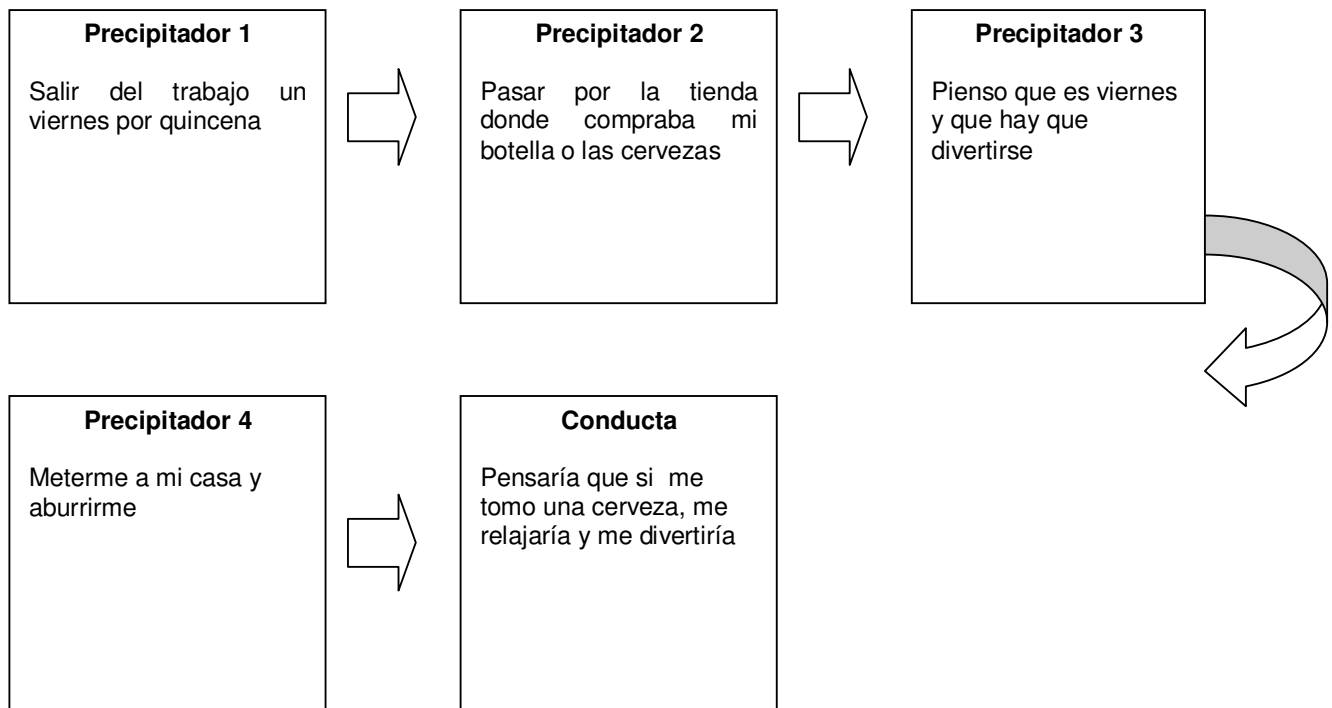 Precipitador 1
Salir del trabajo un
viernes por quincena
Precipitador 2
Pasar por la tienda
donde compraba mi
botella o las cervezas
Precipitador 3
Pienso que es viernes
y que hay que
divertirse
Precipitador 4
Meterme a mi casa y
aburrirme
Conducta
Pensaría que si me
tomo una cerveza, me
relajaría y me divertiría